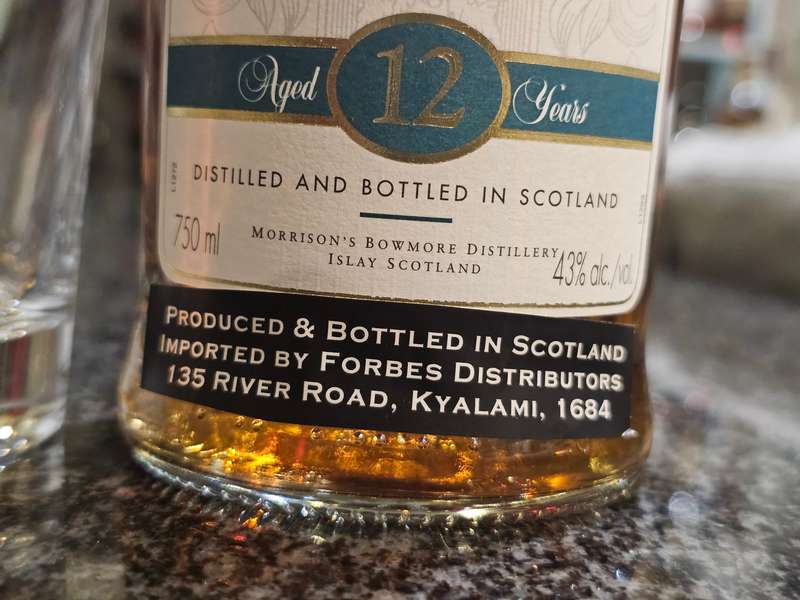 Aged 12 Years
DISTILLED AND BOTTLED IN SCOTLAND
750 ml
MORRISON'S BOWMORE DISTILLERY
ISLAY SCOTLAND
43% alc./vol.
PRODUCED & BOTTLED IN SCOTLAND
IMPORTED BY FORBES DISTRIBUTORS
135 RIVER ROAD, KYALAMI, 1684